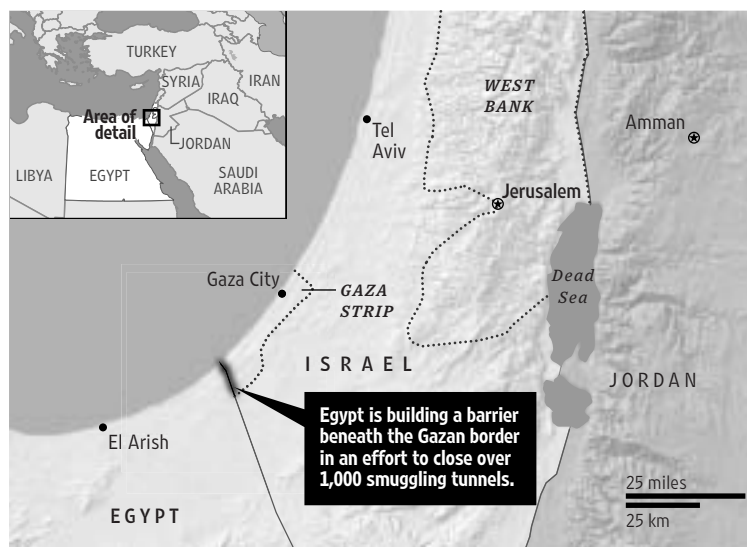 TURKEY
SYRIA
IRAN
IRAQ
Area of
detail
JORDAN
LIBYA
EGYPT
SAUDI
ARABIA
WEST
BANK
Tel
Aviv
Amman
Jerusalem
Gaza City
GAZA
STRIP
Dead
Sea
ISRAEL
JORDAN
Egypt is building a barrier
beneath the Gazan border
in an effort to close over
1,000 smuggling tunnels.
El Arish
EGYPT
25 miles
25 km